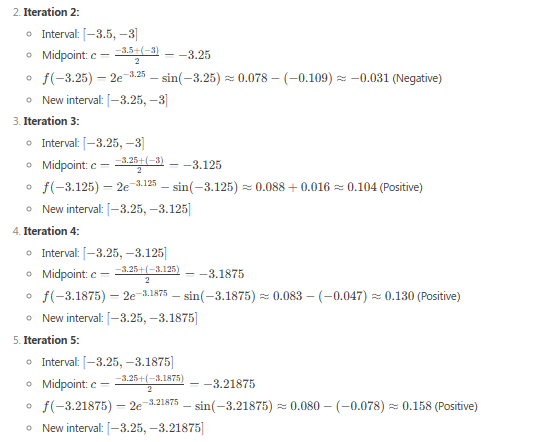 2. Iteration 2:
◦ Interval: [−3.5, −3]
◦ Midpoint: c = \frac{−3.5+(−3)}{2} = −3.25
◦ f(−3.25) = 2e^{−3.25} − sin(−3.25) ≈ 0.078 − (−0.109) ≈ −0.031 (Negative)
◦ New interval: [−3.25, −3]
3. Iteration 3:
◦ Interval: [−3.25, −3]
◦ Midpoint: c = \frac{−3.25+(−3)}{2} = −3.125
◦ f(−3.125) = 2e^{−3.125} − sin(−3.125) ≈ 0.088 + 0.016 ≈ 0.104 (Positive)
◦ New interval: [−3.25, −3.125]
4. Iteration 4:
◦ Interval: [−3.25, −3.125]
◦ Midpoint: c = \frac{−3.25+(−3.125)}{2} = −3.1875
◦ f(−3.1875) = 2e^{−3.1875} − sin(−3.1875) ≈ 0.083 − (−0.047) ≈ 0.130 (Positive)
◦ New interval: [−3.25, −3.1875]
5. Iteration 5:
◦ Interval: [−3.25, −3.1875]
◦ Midpoint: c = \frac{−3.25+(−3.1875)}{2} = −3.21875
◦ f(−3.21875) = 2e^{−3.21875} − sin(−3.21875) ≈ 0.080 − (−0.078) ≈ 0.158 (Positive)
◦ New interval: [−3.25, −3.21875]